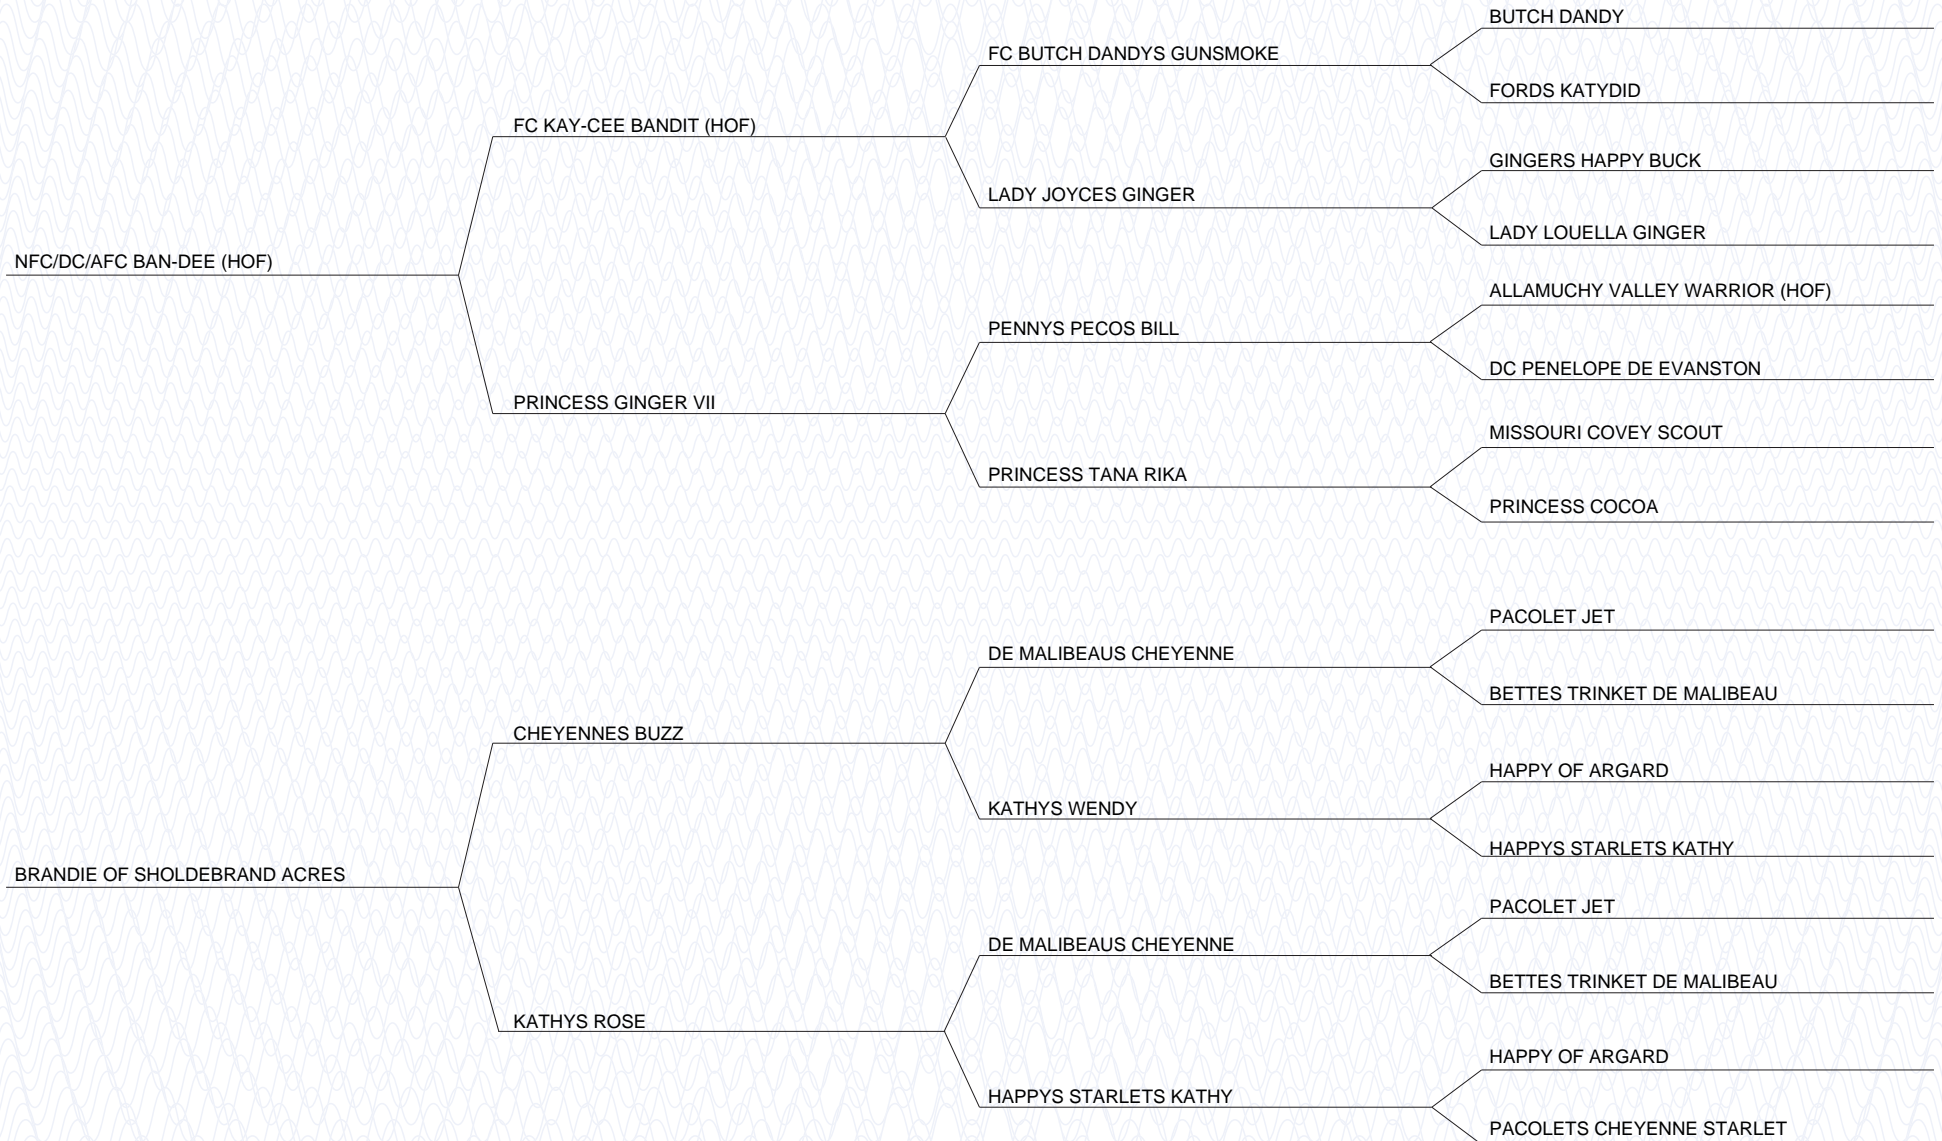 BUTCH DANDY
FC BUTCH DANDYS GUNSMOKE
FORDS KATYDID
FC KAY-CEE BANDIT (HOF)
GINGERS HAPPY BUCK
LADY JOYCES GINGER
LADY LOUELLA GINGER
NFC/DC/AFC BAN-DEE (HOF)
ALLAMUCHY VALLEY WARRIOR (HOF)
PENNYS PECOS BILL
DC PENELOPE DE EVANSTON
PRINCESS GINGER VII
MISSOURI COVEY SCOUT
PRINCESS TANA RIKA
PRINCESS COCOA
PACOLET JET
DE MALIBEAUS CHEYENNE
BETTES TRINKET DE MALIBEAU
CHEYENNES BUZZ
HAPPY OF ARGARD
KATHYS WENDY
HAPPYS STARLETS KATHY
BRANDIE OF SHOLDEBRAND ACRES
PACOLET JET
DE MALIBEAUS CHEYENNE
BETTES TRINKET DE MALIBEAU
KATHYS ROSE
HAPPY OF ARGARD
HAPPYS STARLETS KATHY
PACOLETS CHEYENNE STARLET